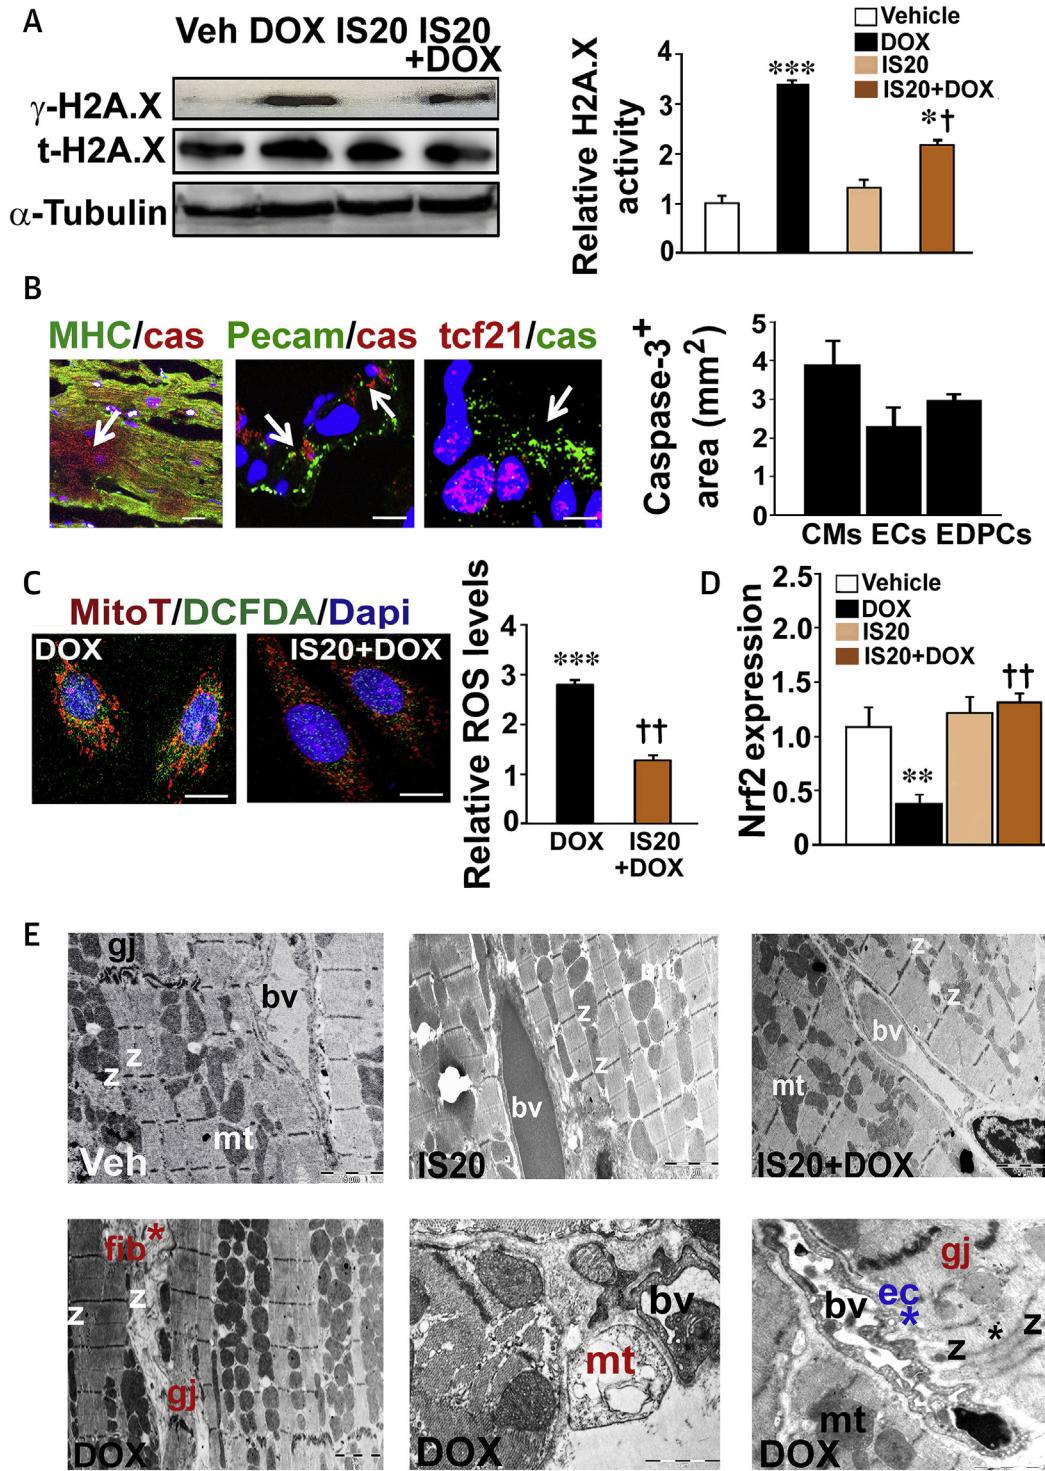 A
Veh DOX IS20 IS20
+DOX
γ-H2A.X
t-H2A.X
α-Tubulin
Relative H2A.X
activity
4
3
2
1
0
***
*†
Vehicle
DOX
IS20
IS20+DOX
B
MHC/cas
Pecam/cas
tcf21/cas
Caspase-3+
area (mm2)
5
4
3
2
1
0
CMs ECs EDPCs
C
MitoT/DCFDA/Dapi
DOX
IS20+DOX
Relative ROS levels
4
3
2
1
0
***
††
DOX
IS20
+DOX
D
Nrf2 expression
2.5
2.0
1.5
1.0
0.5
0
Vehicle
DOX
IS20
IS20+DOX
**
††
E
gj
bv
z
z
mt
Veh
mt
z
z
bv
IS20
z
z
bv
mt
IS20+DOX
fib*
z
z
gj
DOX
bv
mt
DOX
gj
ec
*
bv
z
*
z
mt
DOX